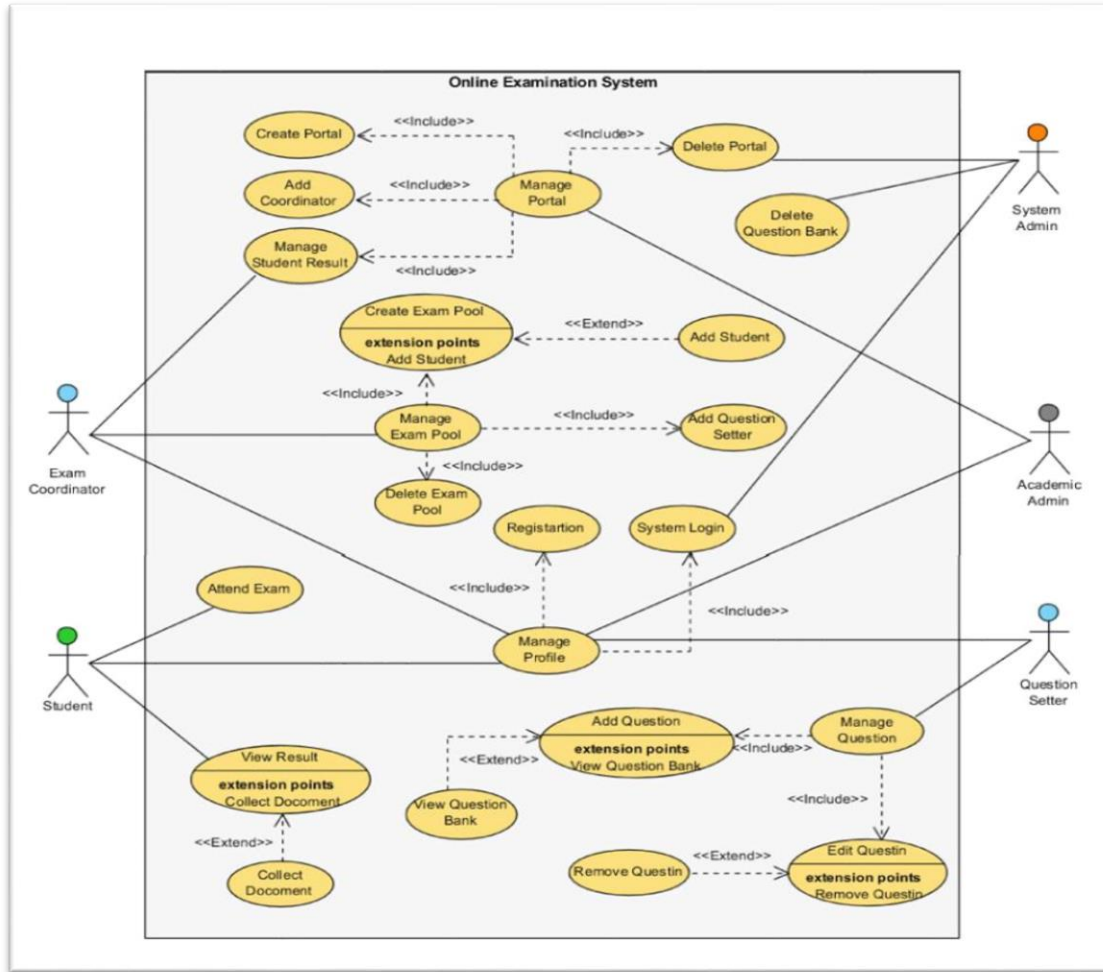 Online Examination System
Create Portal
<<Include>>
<<Include>>
Delete Portal
Add
Coordinator
<<Include>>
Manage
Portal
Delete
Question Bank
System
Admin
Manage
Student Result
<<Include>>
Create Exam Pool
extension points
Add Student
<<Extend>>
Add Student
<<Include>>
Manage
Exam Pool
<<Include>>
Add Question
Setter
Exam
Coordinator
<<Include>>
Delete Exam
Pool
Academic
Admin
Registartion
System Login
Attend Exam
<<Include>>
<<Include>>
Manage
Profile
Student
Question
Setter
View Result
extension points
Collect Document
<<Extend>>
Collect
Document
Add Question
extension points
View Question Bank
<<Extend>>
<<Include>>
Manage
Question
View Question
Bank
<<Include>>
Remove Questin
<<Extend>>
Edit Questin
extension points
Remove Questin